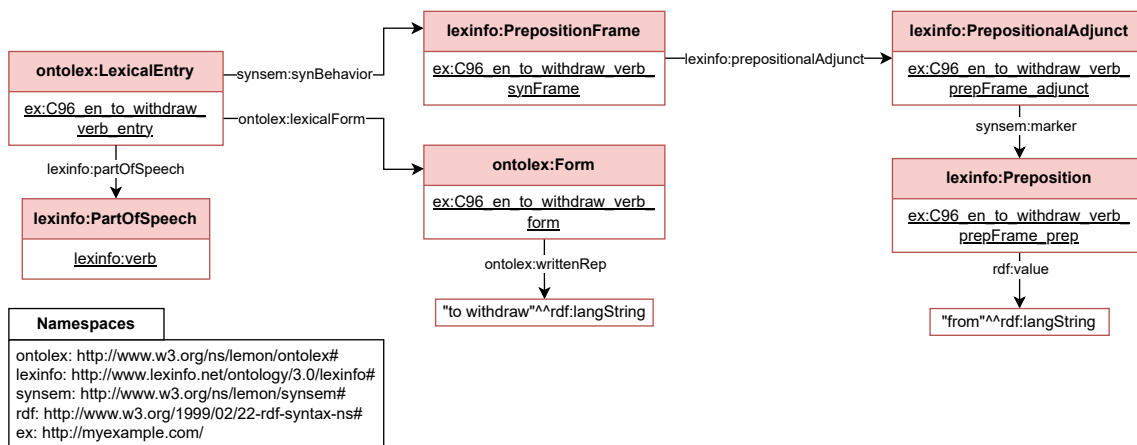 ontolex:LexicalEntry
ex:C96_en_to_withdraw_
verb_entry
synsem:synBehavior
ontolex:lexicalForm
lexinfo:partOfSpeech
lexinfo:PartOfSpeech
lexinfo:verb
lexinfo:PrepositionFrame
ex:C96_en_to_withdraw_verb_
synFrame
lexinfo:prepositionalAdjunct
ontolex:Form
ex:C96_en_to_withdraw_verb_
form
ontolex:writtenRep
"to withdraw"^^rdf:langString
lexinfo:PrepositionalAdjunct
ex:C96_en_to_withdraw_verb_
prepFrame_adjunct
synsem:marker
lexinfo:Preposition
ex:C96_en_to_withdraw_verb_
prepFrame_prep
rdf:value
"from"^^rdf:langString
Namespaces
ontolex: http://www.w3.org/ns/lemon/ontolex#
lexinfo: http://www.lexinfo.net/ontology/3.0/lexinfo#
synsem: http://www.w3.org/ns/lemon/synsem#
rdf: http://www.w3.org/1999/02/22-rdf-syntax-ns#
ex: http://myexample.com/